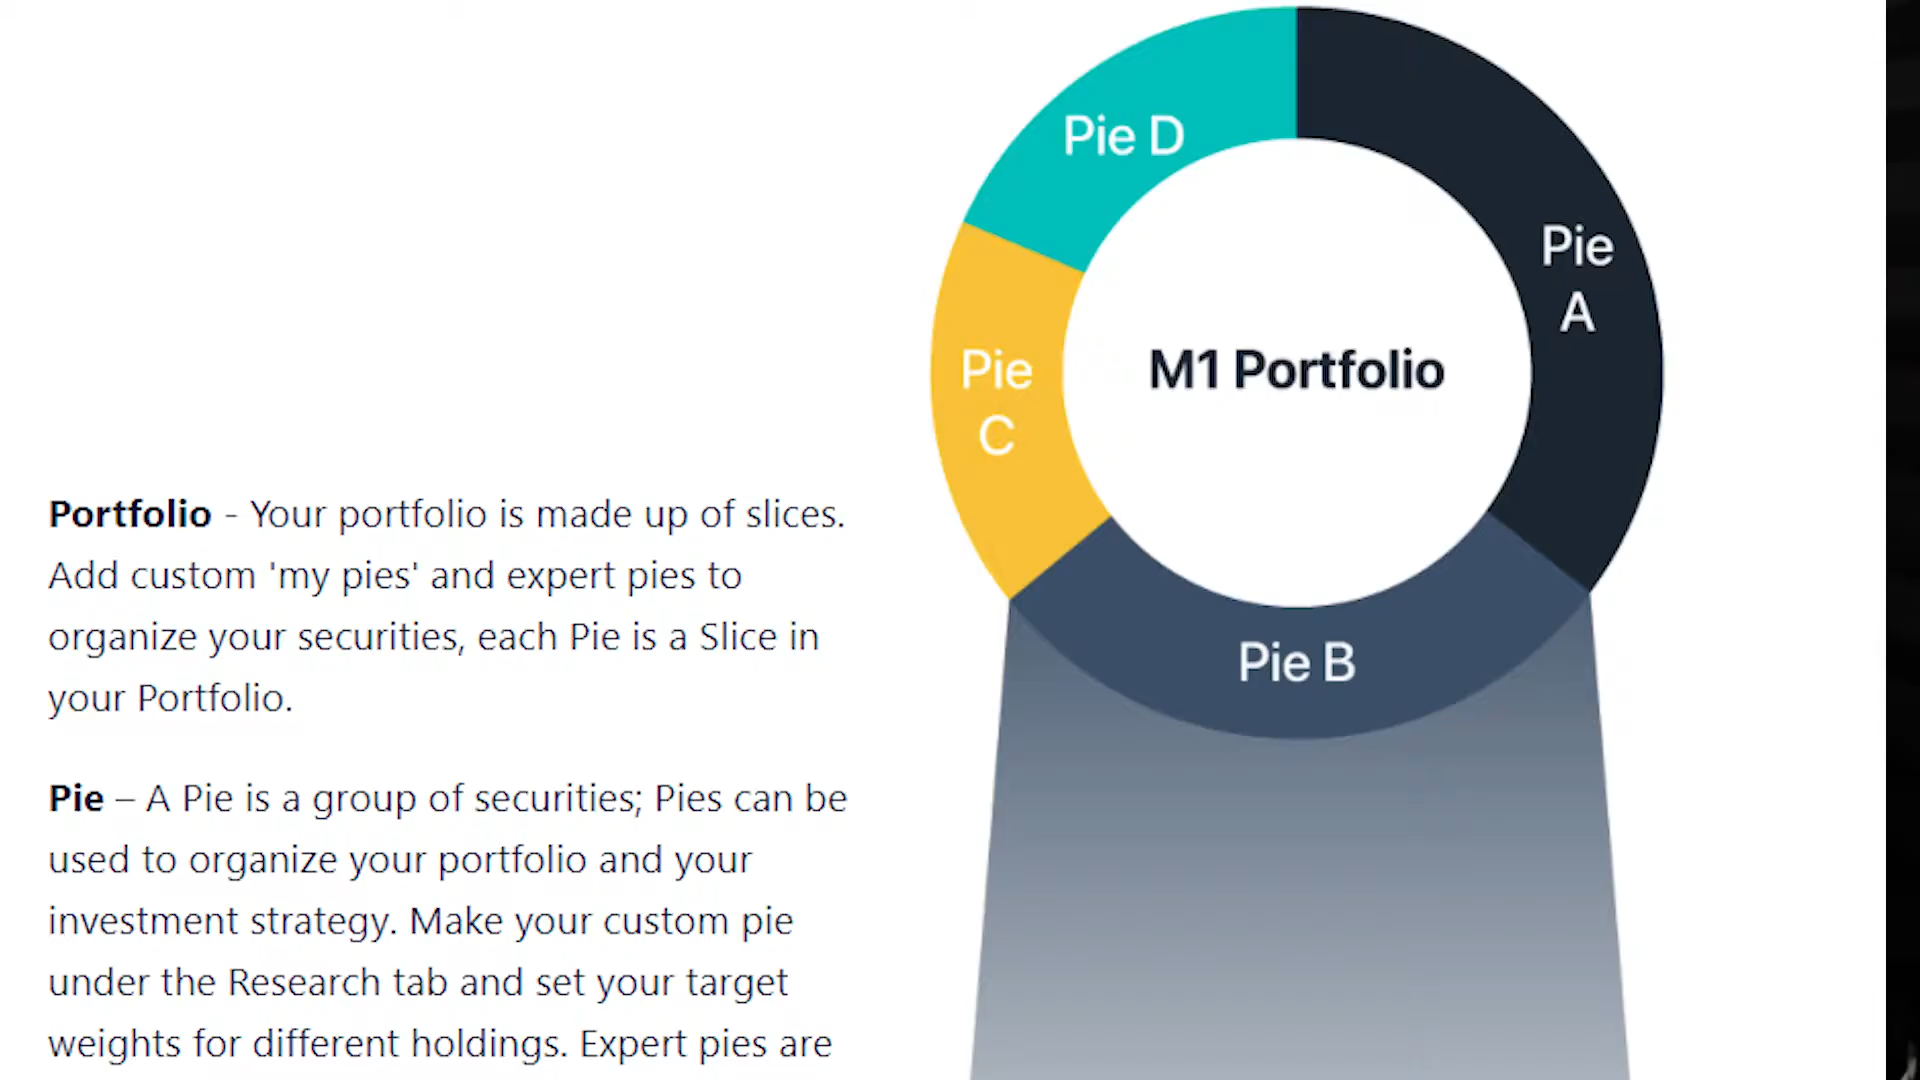 Portfolio - Your portfolio is made up of slices.
Add custom 'my pies' and expert pies to
organize your securities, each Pie is a Slice in
your Portfolio.
Pie – A Pie is a group of securities; Pies can be
used to organize your portfolio and your
investment strategy. Make your custom pie
under the Research tab and set your target
weights for different holdings. Expert pies are
Pie D
Pie
A
Pie
C
M1 Portfolio
Pie B